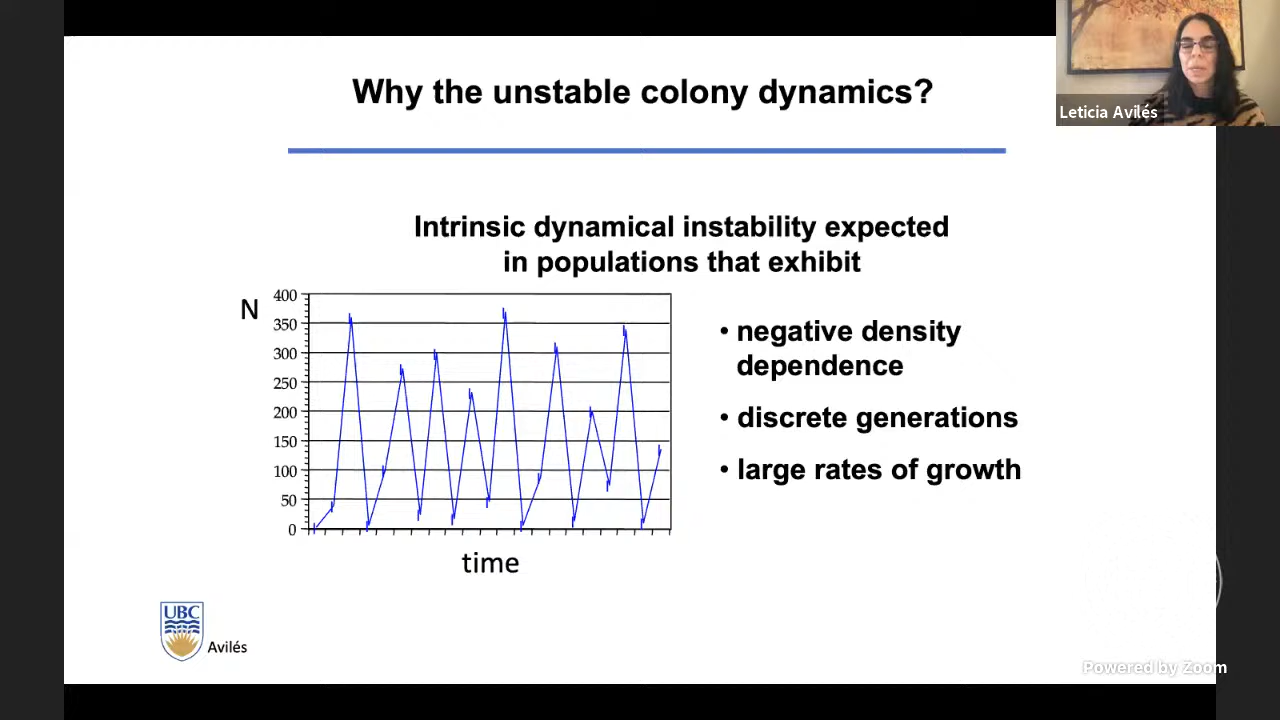 Why the unstable colony dynamics?
Leticia Avilés
Intrinsic dynamical instability expected
in populations that exhibit
N
400
350
300
250
200
150
100
50
0
time
• negative density
dependence
• discrete generations
• large rates of growth
UBC
Avilés
Powered by Zoom